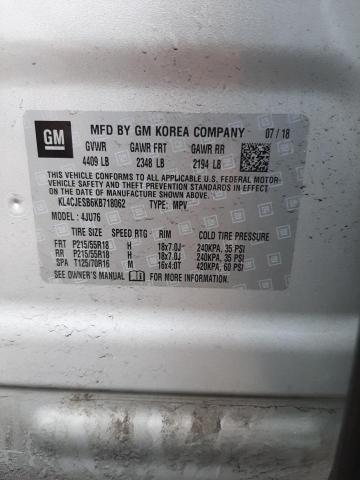 GM MFD BY GM KOREA COMPANY 07/18
GVWR GAWR FRT GAWR RR
4409 LB 2348 LB 2194 LB
THIS VEHICLE CONFORMS TO ALL APPLICABLE U.S. FEDERAL MOTOR
VEHICLE SAFETY, BUMPER, AND THEFT PREVENTION STANDARDS IN
EFFECT ON THE DATE OF MANUFACTURE SHOWN ABOVE.
KL4CJESB6KB718062 TYPE: MPV
MODEL: 4JU76
TIRE SIZE SPEED RTG RIM COLD TIRE PRESSURE
FRT P215/55R18 H 18x7.0J 240KPA, 35 PSI
RR P215/55R18 H 18x7.0J 240KPA, 35 PSI
SPA T125/70R16 M 16x4.0T 420KPA, 60 PSI
SEE OWNER'S MANUAL FOR MORE INFORMATION.